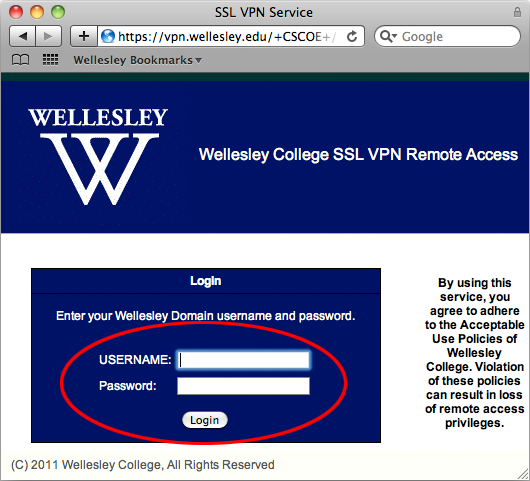 SSL VPN Service
https://vpn.wellesley.edu/+CSCOE+/
Google
Wellesley Bookmarks
WELLESLEY
W
Wellesley College SSL VPN Remote Access
Login
Enter your Wellesley Domain username and password.
USERNAME:
Password:
Login
By using this
service, you
agree to adhere
to the Acceptable
Use Policies of
Wellesley
College. Violation
of these policies
can result in loss
of remote access
privileges.
(C) 2011 Wellesley College, All Rights Reserved